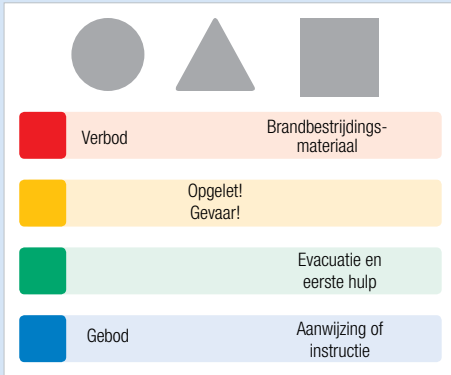 Verbod
Brandbestrijdings-
materiaal
Opgelet!
Gevaar!
Evacuatie en
eerste hulp
Gebod
Aanwijzing of
instructie